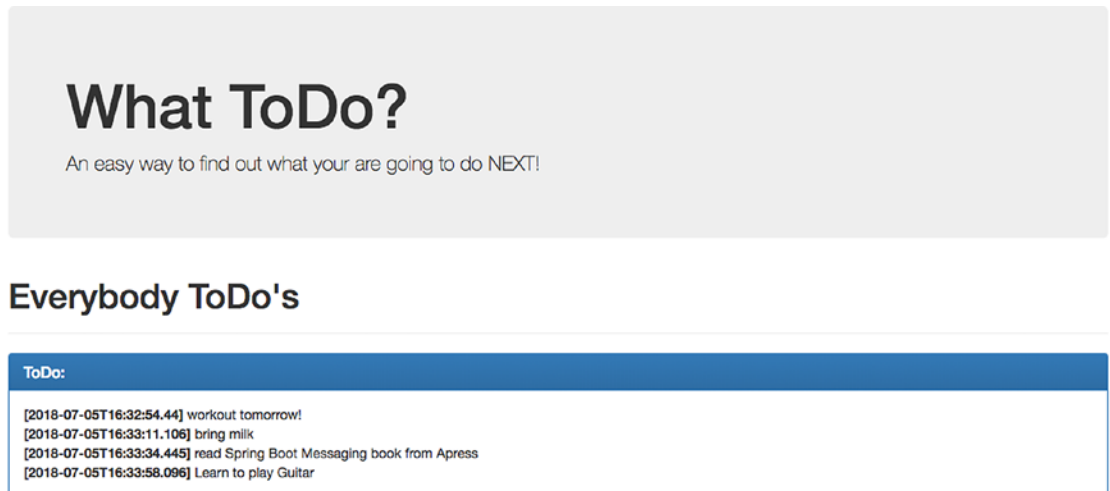 What ToDo?
An easy way to find out what your are going to do NEXT!
Everybody ToDo's
ToDo:
[2018-07-05T16:32:54.44] workout tomorrow!
[2018-07-05T16:33:11.106] bring milk
[2018-07-05T16:33:34.445] read Spring Boot Messaging book from Apress
[2018-07-05T16:33:58.096] Learn to play Guitar